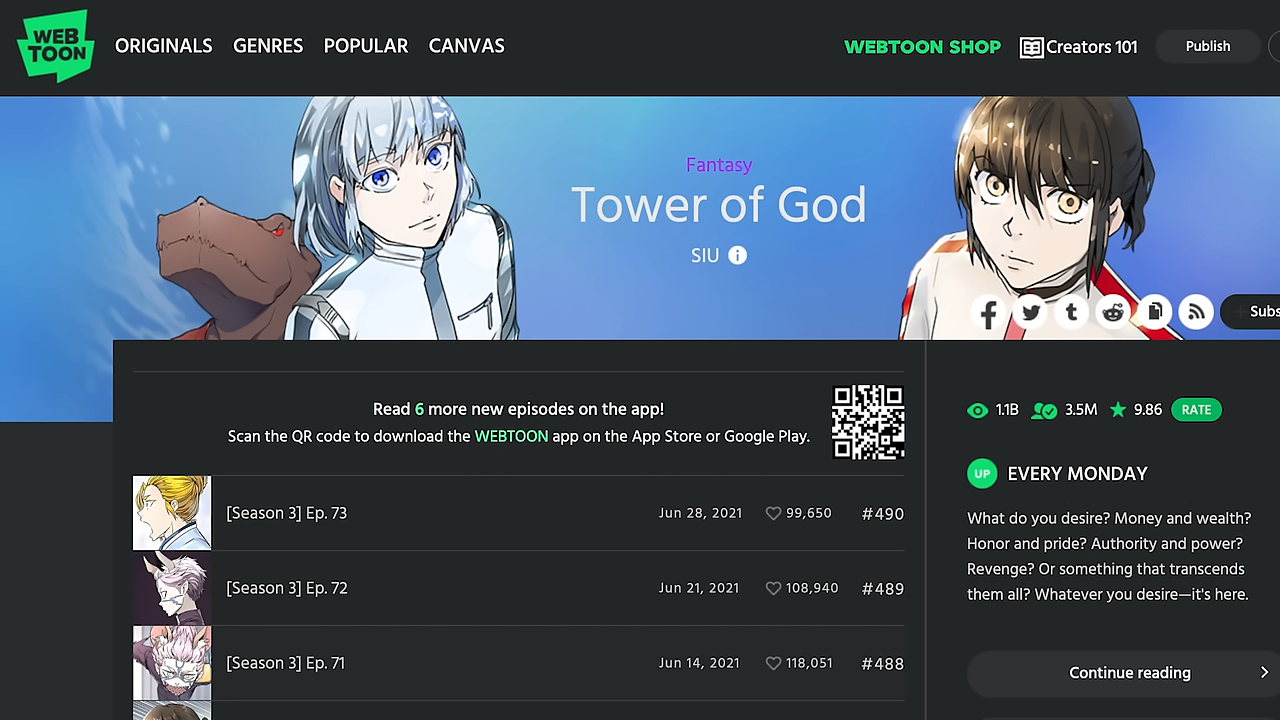 WEB
TOON
ORIGINALS GENRES POPULAR CANVAS
WEBTOON SHOP Creators 101 Publish
Fantasy
Tower of God
SIU
Subs
Read 6 more new episodes on the app!
Scan the QR code to download the WEBTOON app on the App Store or Google Play.
[Season 3] Ep. 73 Jun 28, 2021 99,650 #490
[Season 3] Ep. 72 Jun 21, 2021 108,940 #489
[Season 3] Ep. 71 Jun 14, 2021 118,051 #488
1.1B 3.5M 9.86 RATE
UP EVERY MONDAY
What do you desire? Money and wealth?
Honor and pride? Authority and power?
Revenge? Or something that transcends
them all? Whatever you desire—it's here.
Continue reading